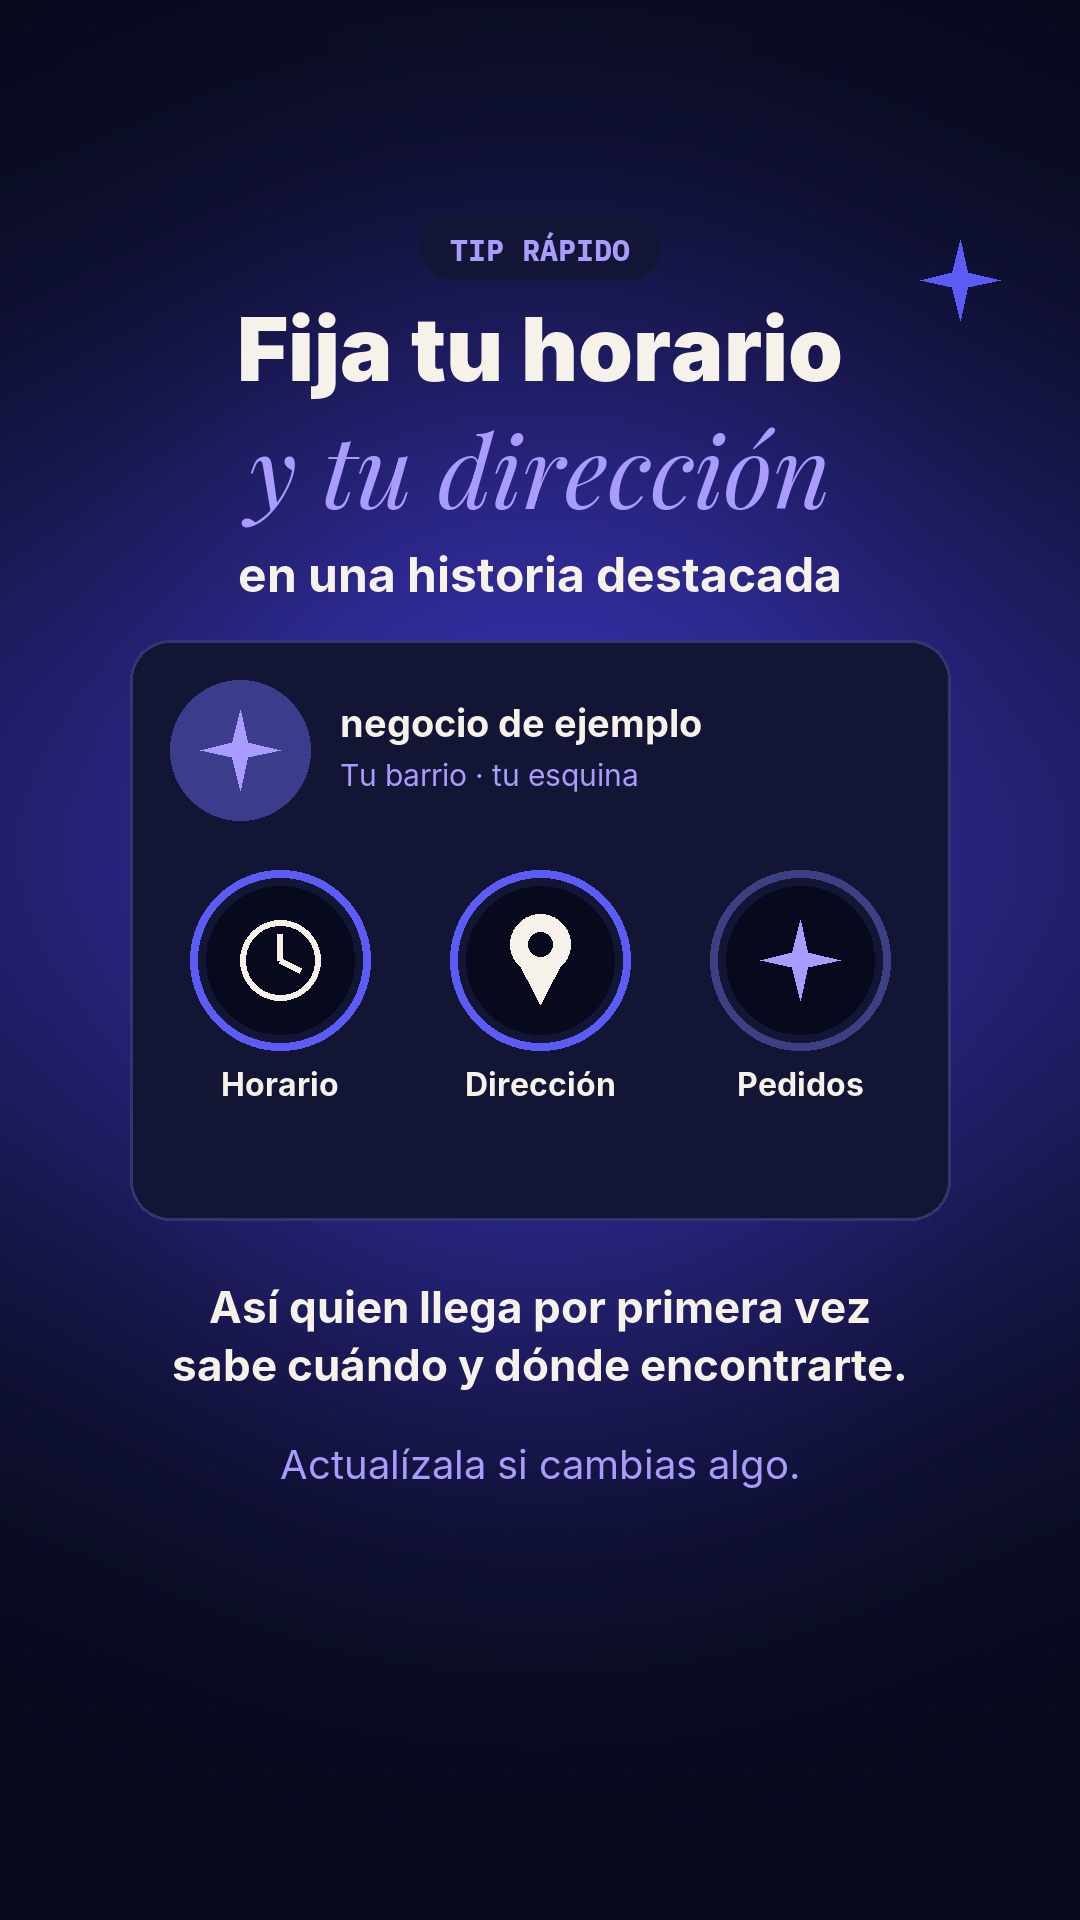 TIP RÁPIDO
Fija tu horario
y tu dirección
en una historia destacada
negocio de ejemplo
Tu barrio · tu esquina
Horario
Dirección
Pedidos
Así quien llega por primera vez
sabe cuándo y dónde encontrarte.
Actualízala si cambias algo.